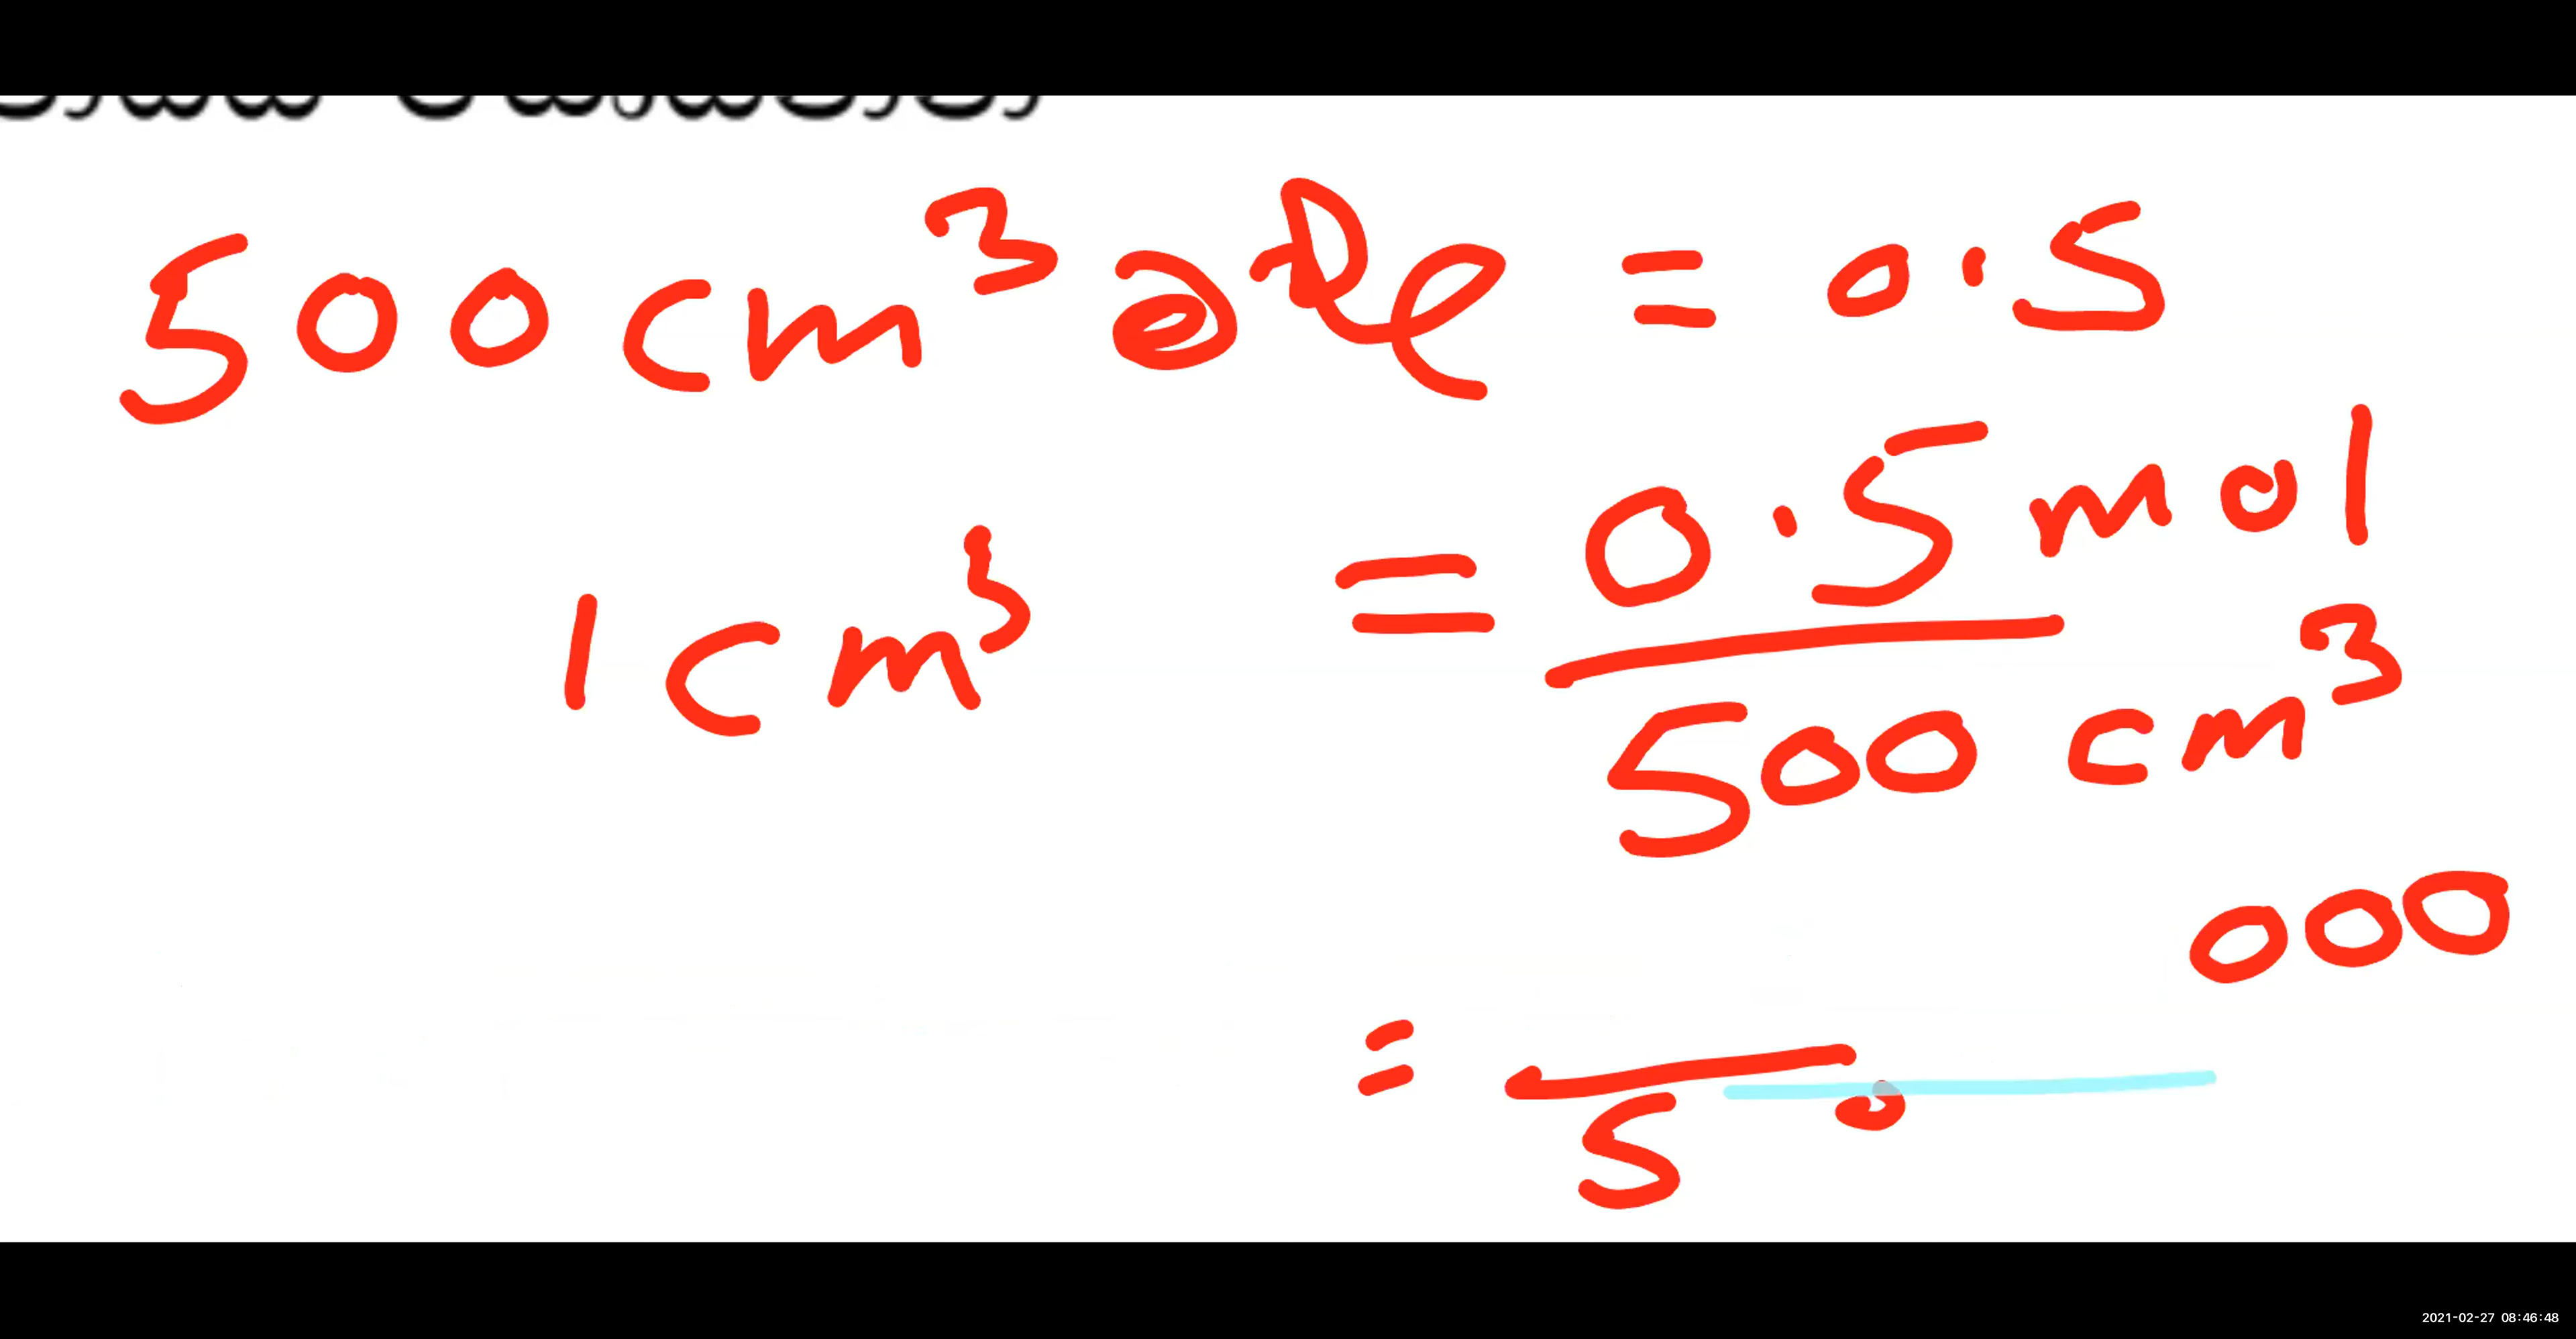 500 cm³ = 0.5
1 cm³ = 0.5 mol
500 cm³
000
=
5 0
2021-02-27 08:46:48